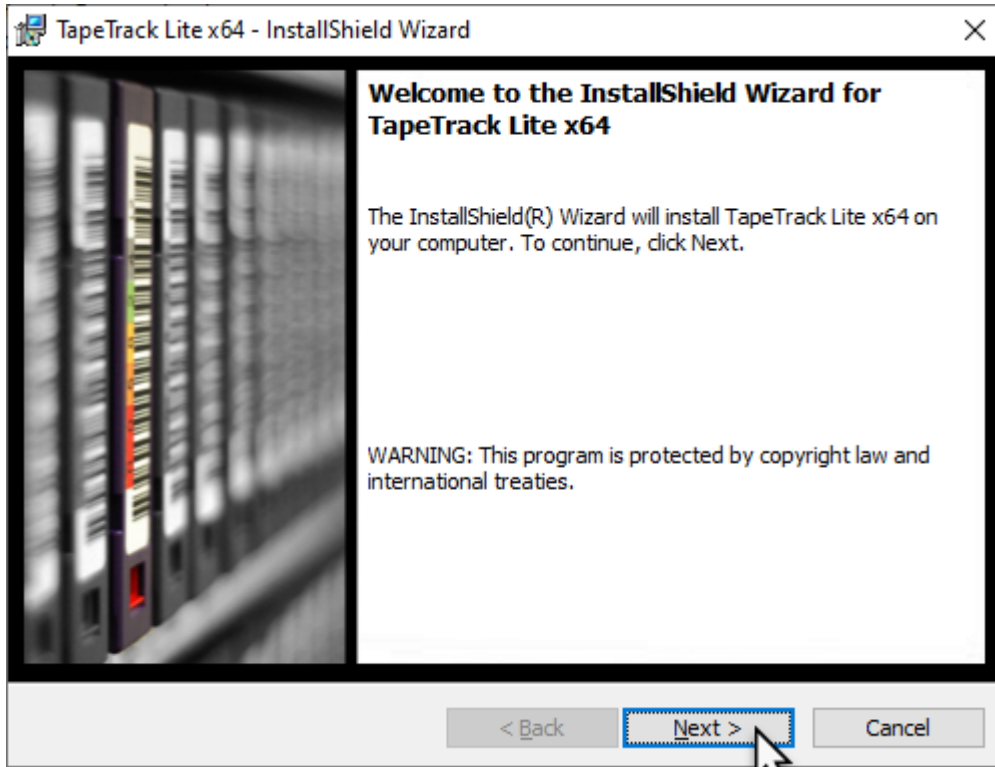 TapeTrack Lite x64 - InstallShield Wizard
Welcome to the InstallShield Wizard for
TapeTrack Lite x64
The InstallShield(R) Wizard will install TapeTrack Lite x64 on
your computer. To continue, click Next.
WARNING: This program is protected by copyright law and
international treaties.
< Back
Next >
Cancel